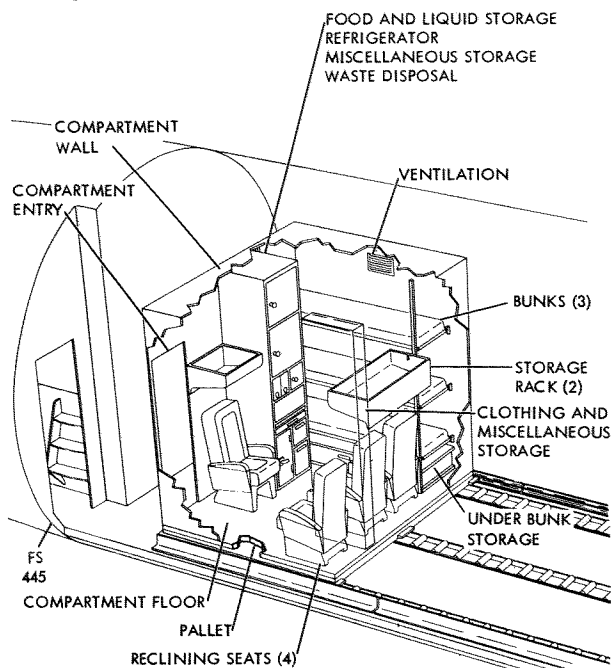 FOOD AND LIQUID STORAGE
REFRIGERATOR
MISCELLANEOUS STORAGE
WASTE DISPOSAL
COMPARTMENT
WALL
COMPARTMENT
ENTRY
VENTILATION
BUNKS (3)
STORAGE
RACK (2)
CLOTHING AND
MISCELLANEOUS
STORAGE
UNDER BUNK
STORAGE
FS
445
COMPARTMENT FLOOR
PALLET
RECLINING SEATS (4)